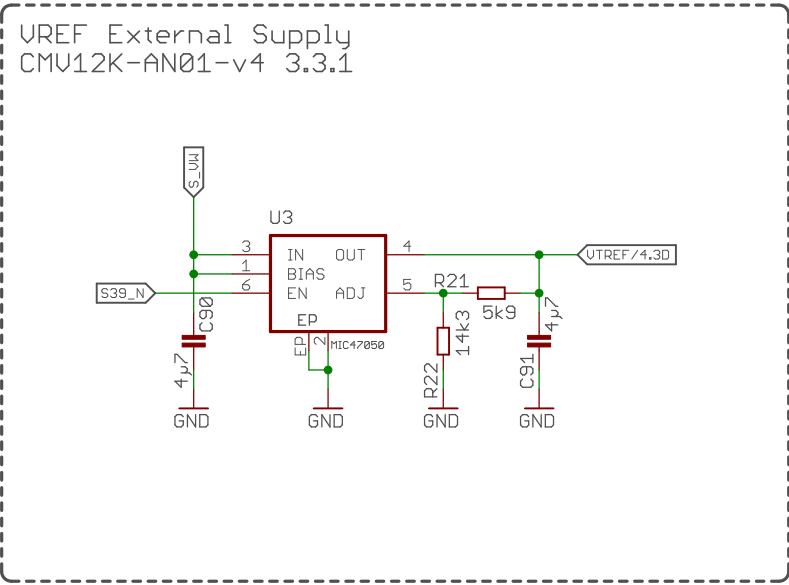 VREF External Supply
CMV12K-AN01-v4 3.3.1
S_VW
U3
3
IN
OUT
4
VTREF/4.3D
1
BIAS
S39_N
6
EN
ADJ
5
R21
5k9
C90
4µ7
EP
EP
2
MIC47050
14k3
R22
4µ7
C91
GND
GND
GND
GND